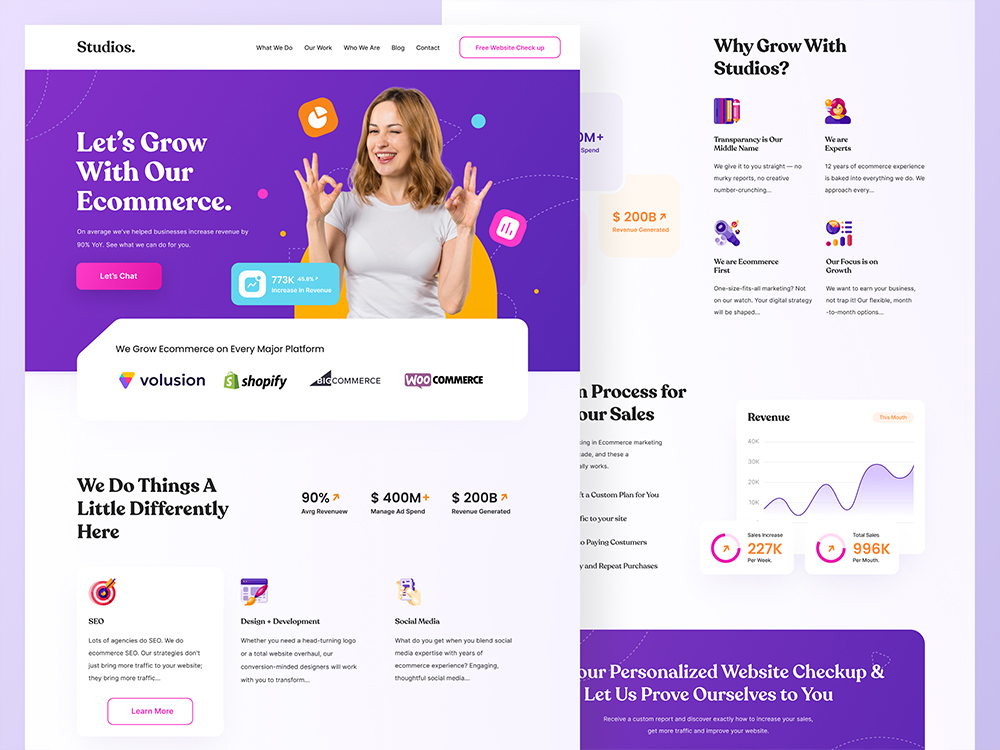 Studios.
What We Do
Our Work
Who We Are
Blog
Contact
Free Website Check up
Let's Grow
With Our
Ecommerce.
On average we've helped businesses increase revenue by
90% YoY. See what we can do for you.
Let's Chat
773K 45.8% ↗
Increase in Revenue
We Grow Ecommerce on Every Major Platform
volusion
shopify
BIGCOMMERCE
WOO COMMERCE
We Do Things A
Little Differently
Here
90% ↗
Avrg Revenuew
$ 400M+
Manage Ad Spend
$ 200B ↗
Revenue Generated
SEO
Lots of agencies do SEO. We do
ecommerce SEO. Our strategies don't
just bring more traffic to your website;
they bring more traffic...
Learn More
Design + Development
Whether you need a head-turning logo
or a total website overhaul, our
conversion-minded designers will work
with you to transform...
Social Media
What do you get when you blend social
media expertise with years of
ecommerce experience? Engaging,
thoughtful social media...
0M+
Spend
$ 200B ↗
Revenue Generated
Why Grow With
Studios?
Transparency is Our
Middle Name
We give it to you straight — no
murky reports, no creative
number-crunching...
We are
Experts
12 years of ecommerce experience
is baked into everything we do. We
approach every...
We are Ecommerce
First
One-size-fits-all marketing? Not
on our watch. Your digital strategy
will be shaped...
Our Focus is on
Growth
We want to earn your business,
not trap it! Our flexible, month
-to-month options...
n Process for
our Sales
sing in Ecommerce marketing
cade, and these a
ally works.
ft a Custom Plan for You
ffic to your site
to Paying Costumers
y and Repeat Purchases
Revenue
This Mouth
40K
30K
20K
10K
Sales Increase
227K
Per Week.
Total Sales
996K
Per Mouth.
our Personalized Website Checkup &
Let Us Prove Ourselves to You
Receive a custom report and discover exactly how to increase your sales,
get more traffic and improve your website.